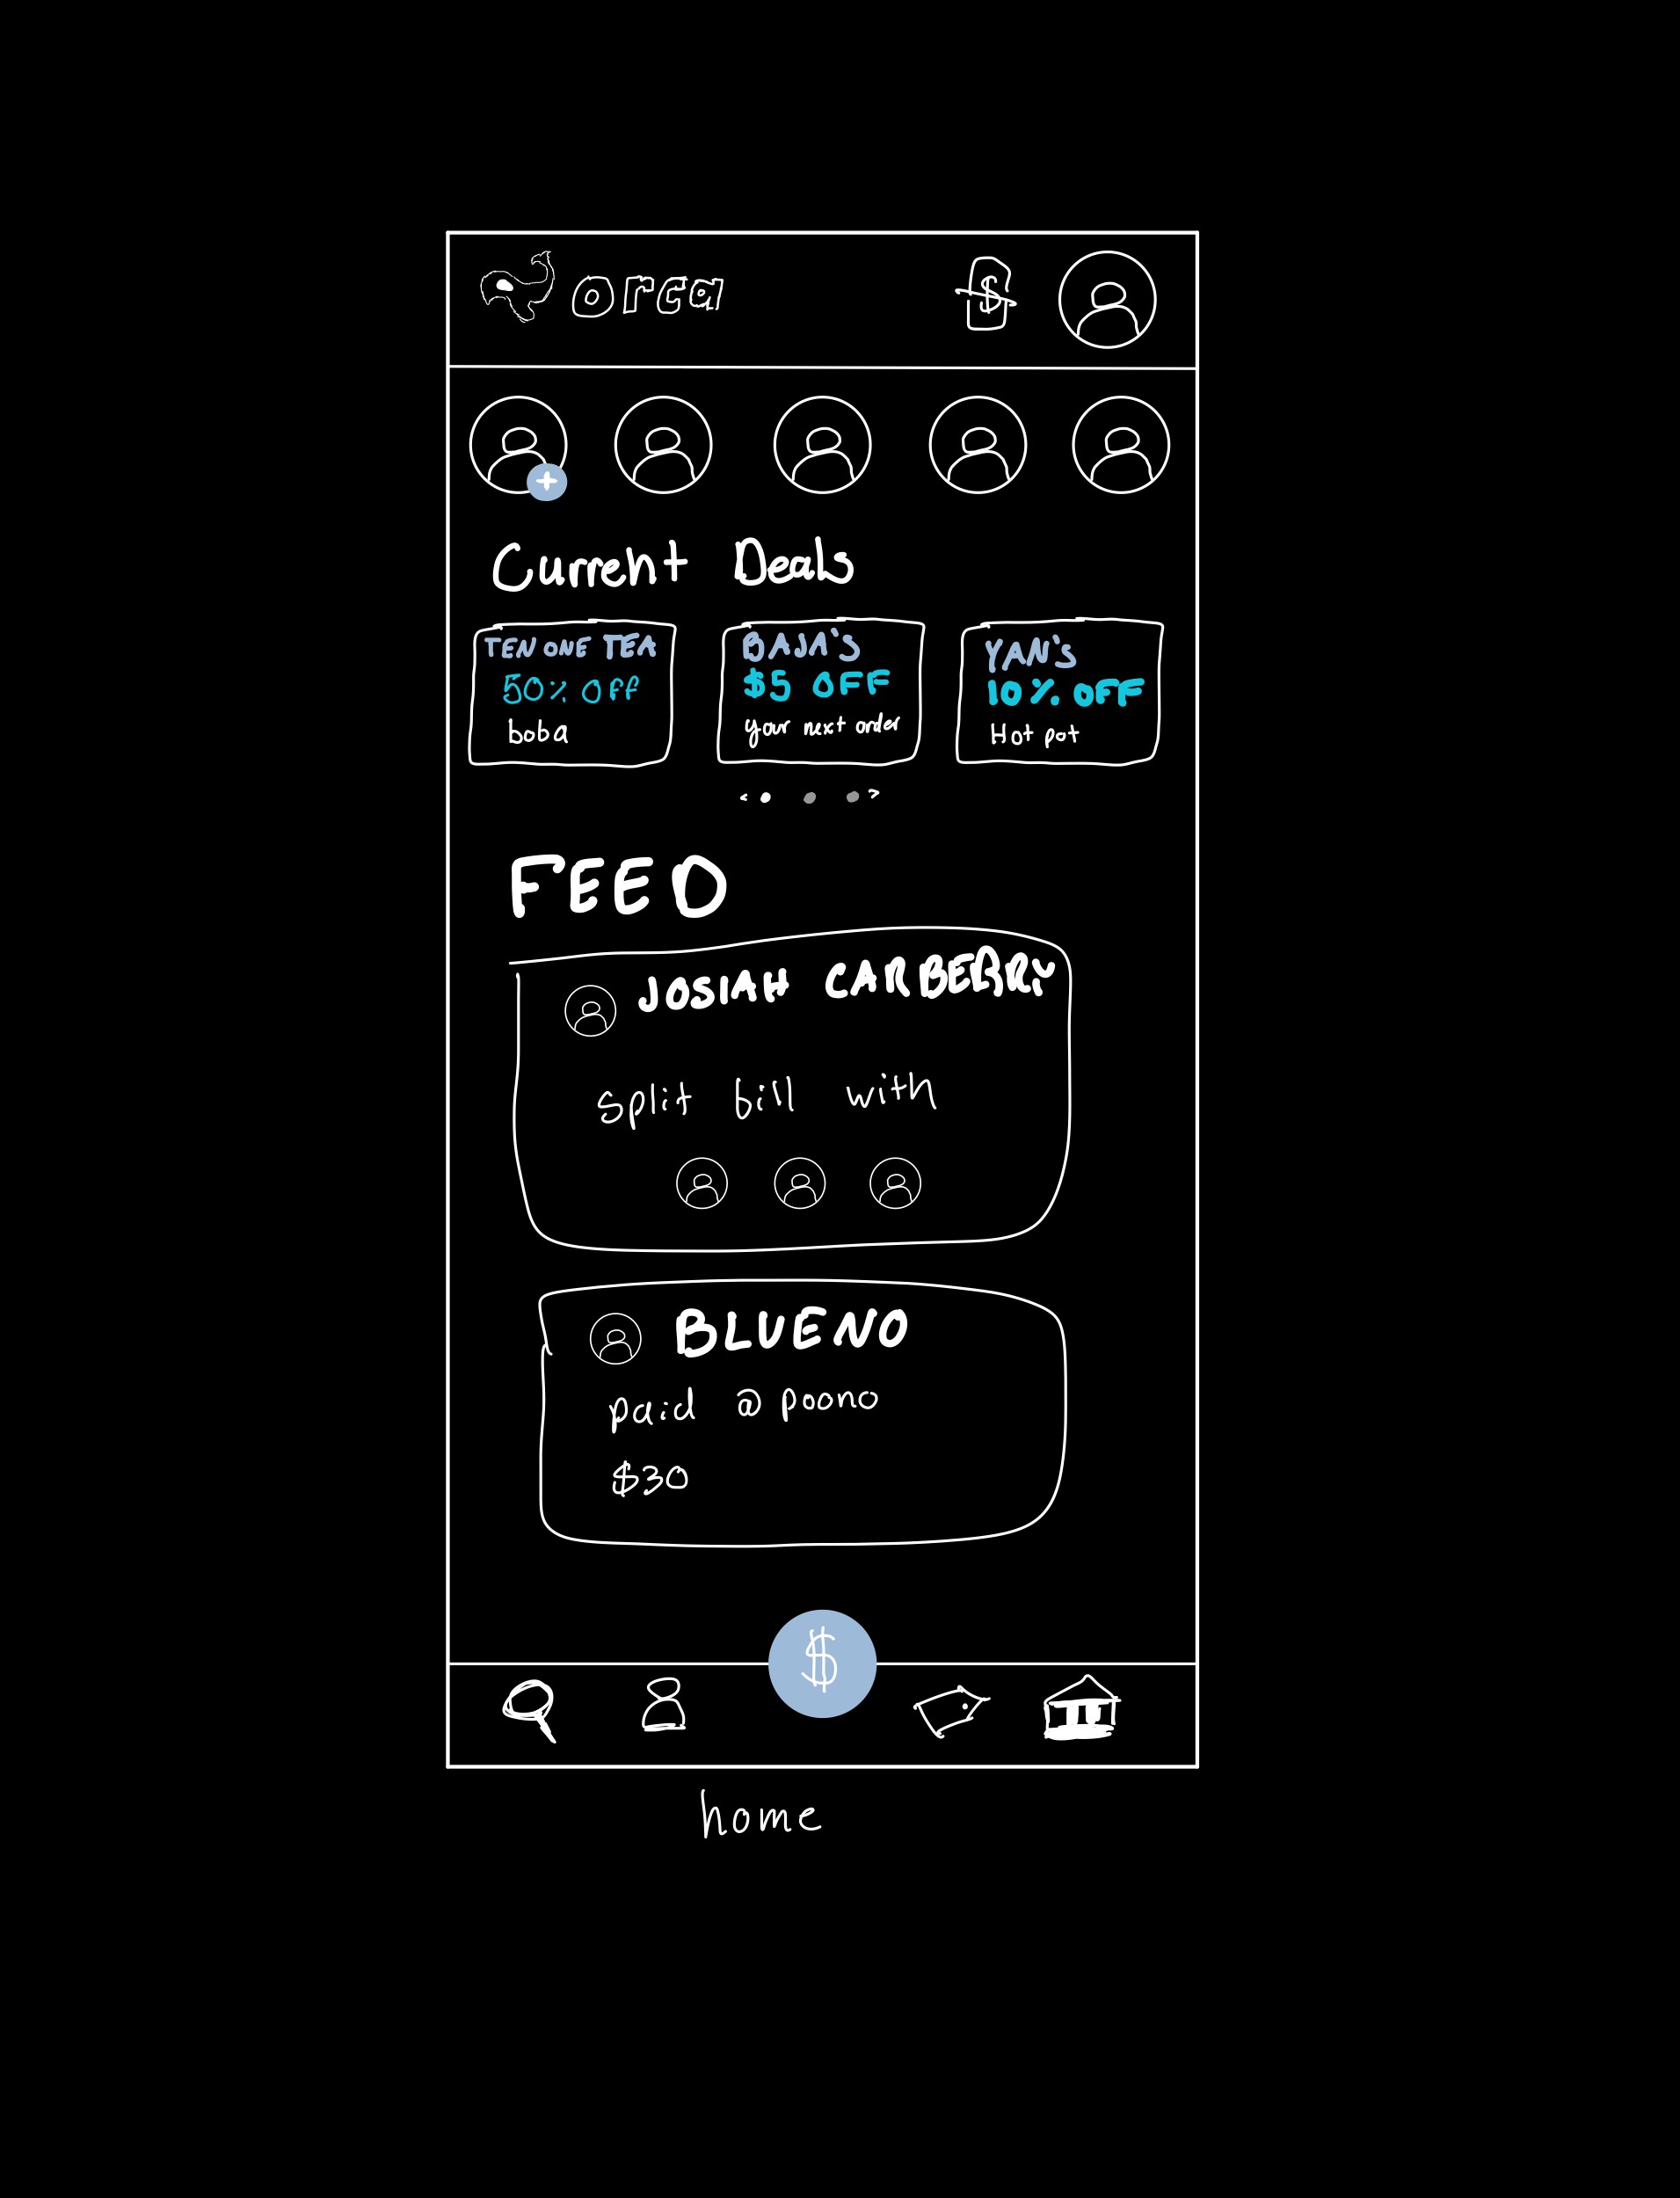 orca
$
+
Current Deals
TEN ONE TEA
50% OFF
boba
BAJA's
$5 OFF
your next order
YAN's
10% OFF
Hot pot
< >
FEED
JOSIAH CARBERRY
split bill with
BLUENO
paid @poono
$30
$
home